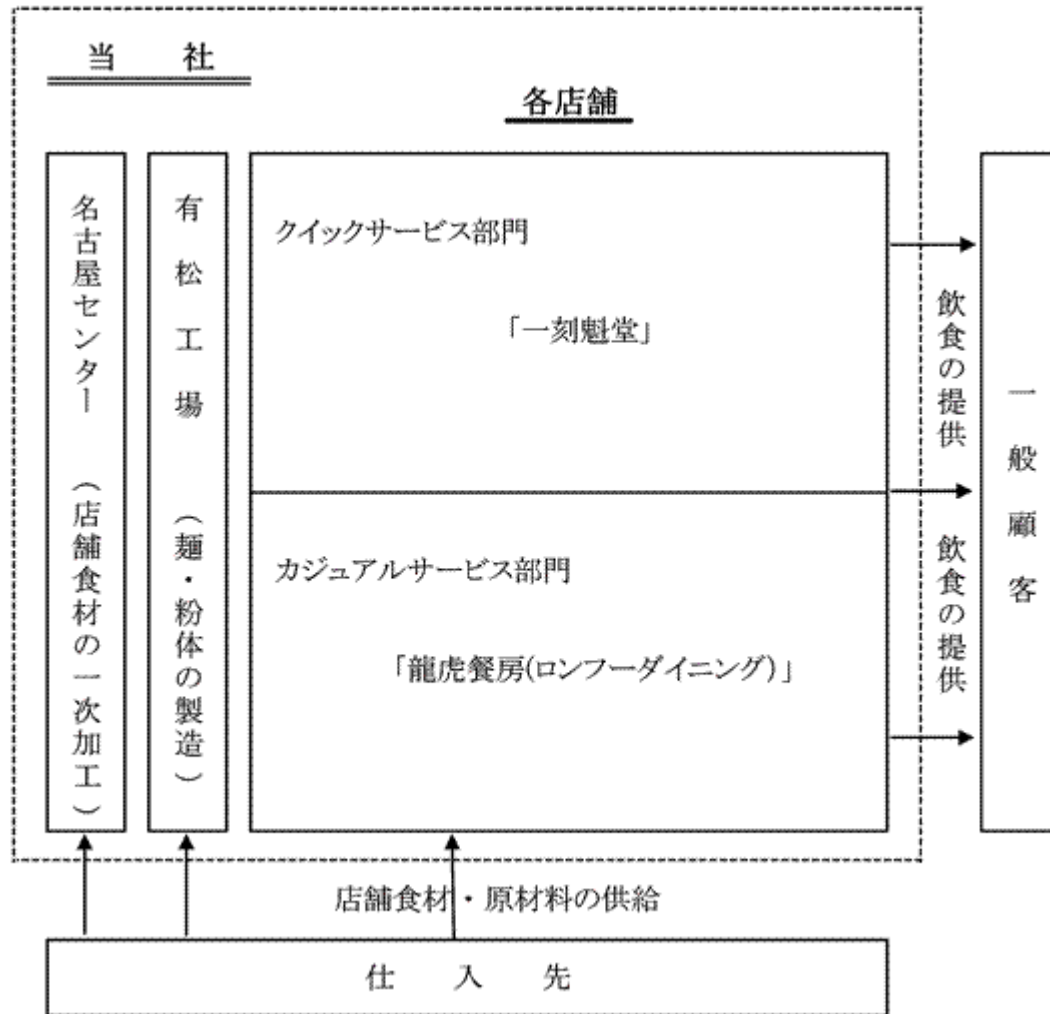 当 社
各店舗
名古屋センター (店舗食材の一次加工)
有松工場 (麺・粉体の製造)
クイックサービス部門
「一刻魁堂」
カジュアルサービス部門
「龍虎餐房(ロンフーダイニング)」
飲食の提供
飲食の提供
一般顧客
店舗食材・原材料の供給
仕 入 先